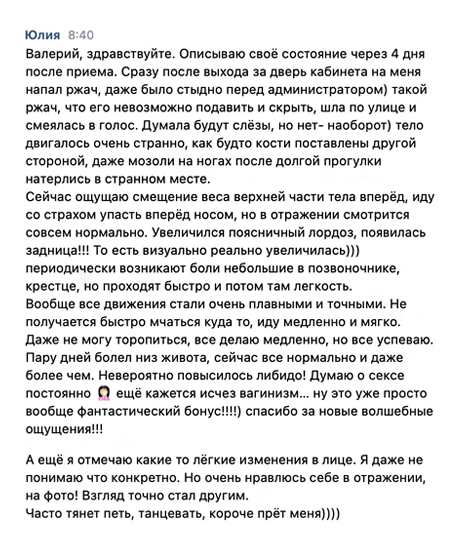 Юлия 8:40
Валерий, здравствуйте. Описываю своё состояние через 4 дня
после приема. Сразу после выхода за дверь кабинета на меня
напал ржач, даже было стыдно перед администратором) такой
ржач, что его невозможно подавить и скрыть, шла по улице и
смеялась в голос. Думала будут слёзы, но нет- наоборот) тело
двигалось очень странно, как будто кости поставлены другой
стороной, даже мозоли на ногах после долгой прогулки
натерлись в странном месте.
Сейчас ощущаю смещение веса верхней части тела вперёд, иду
со страхом упасть вперёд носом, но в отражении смотрится
совсем нормально. Увеличился поясничный лордоз, появилась
задница!!! То есть визуально реально увеличилась)))
периодически возникают боли небольшие в позвоночнике,
крестце, но проходят быстро и потом там легкость.
Вообще все движения стали очень плавными и точными. Не
получается быстро мчаться куда то, иду медленно и мягко.
Даже не могу торопиться, все делаю медленно, но все успеваю.
Пару дней болел низ живота, сейчас все нормально и даже
более чем. Невероятно повысилось либидо! Думаю о сексе
постоянно 🤦🏻‍♀️ ещё кажется исчез вагинизм... ну это уже просто
вообще фантастический бонус!!!!) спасибо за новые волшебные
ощущения!!!
А ещё я отмечаю какие то лёгкие изменения в лице. Я даже не
понимаю что конкретно. Но очень нравлюсь себе в отражении,
на фото! Взгляд точно стал другим.
Часто тянет петь, танцевать, короче прёт меня))))